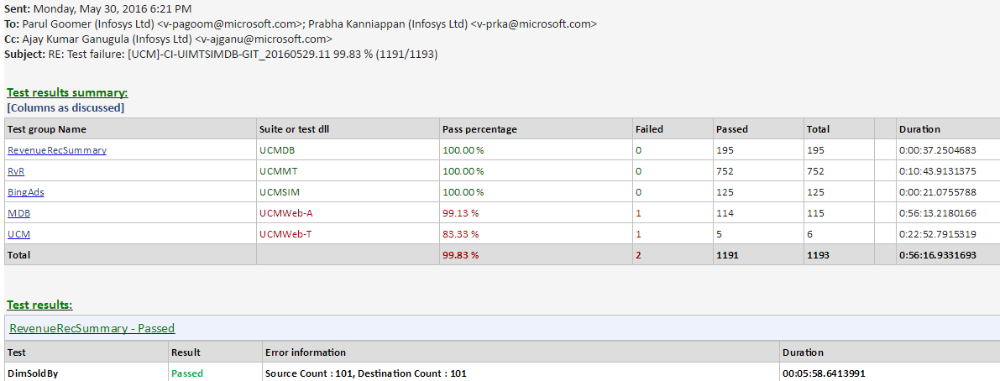 Sent: Monday, May 30, 2016 6:21 PM
To: Parul Goomer (Infosys Ltd) <v-pagoom@microsoft.com>; Prabha Kanniappan (Infosys Ltd) <v-prka@microsoft.com>
Cc: Ajay Kumar Ganugula (Infosys Ltd) <v-ajganu@microsoft.com>
Subject: RE: Test failure: [UCM]-CI-UIMTSIMDB-GIT_20160529.11 99.83 % (1191/1193)
Test results summary:
[Columns as discussed]
Test group Name Suite or test dll Pass percentage Failed Passed Total Duration
RevenueRecSummary UCMDB 100.00 % 0 195 195 0:00:37.2504683
RvR UCMMT 100.00 % 0 752 752 0:10:43.9131375
BingAds UCMSIM 100.00 % 0 125 125 0:00:21.0755788
MDB UCMWeb-A 99.13 % 1 114 115 0:56:13.2180166
UCM UCMWeb-T 83.33 % 1 5 6 0:22:52.7915319
Total 99.83 % 2 1191 1193 0:56:16.9331693
Test results:
RevenueRecSummary - Passed
Test Result Error information Duration
DimSoldBy Passed Source Count : 101, Destination Count : 101 00:05:58.6413991